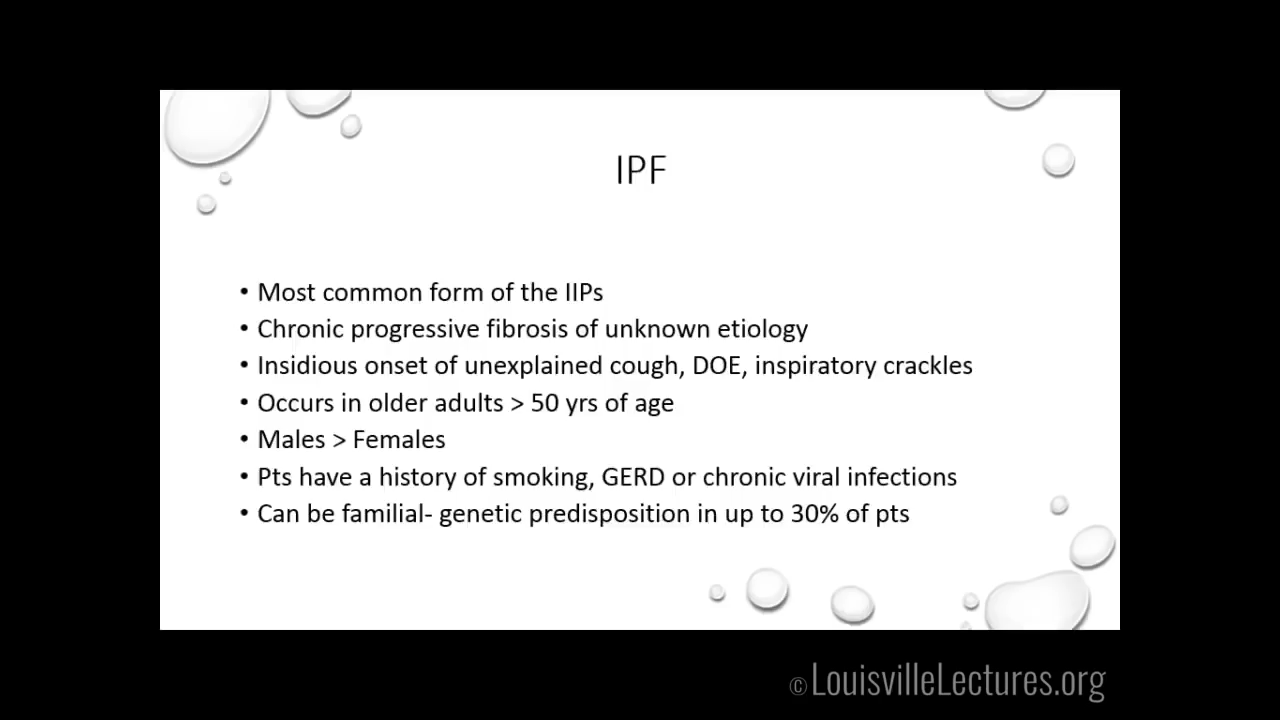 IPF
• Most common form of the IIPs
• Chronic progressive fibrosis of unknown etiology
• Insidious onset of unexplained cough, DOE, inspiratory crackles
• Occurs in older adults > 50 yrs of age
• Males > Females
• Pts have a history of smoking, GERD or chronic viral infections
• Can be familial- genetic predisposition in up to 30% of pts
© LouisvilleLectures.org